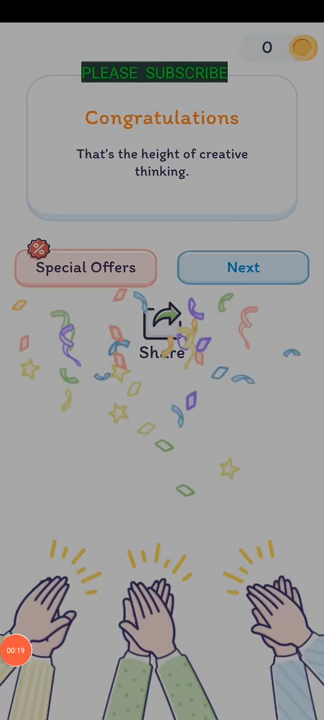 0
PLEASE SUBSCRIBE
Congratulations
That's the height of creative
thinking.
%
Special Offers
Next
Share
00:19